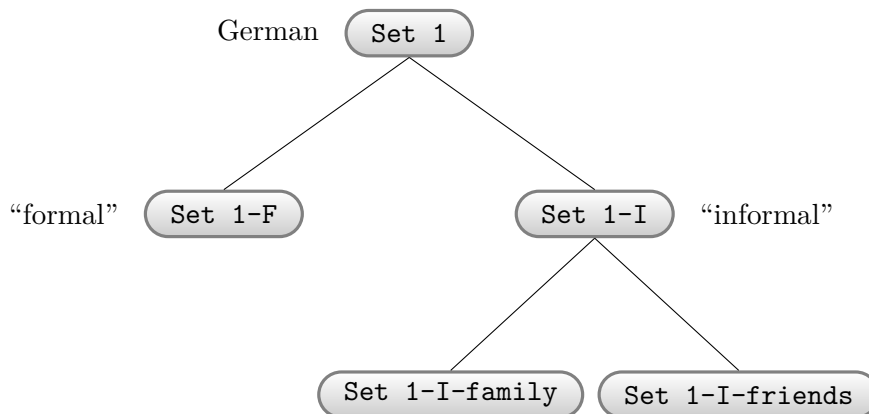 German
Set 1
“formal”
Set 1-F
Set 1-I
“informal”
Set 1-I-family
Set 1-I-friends